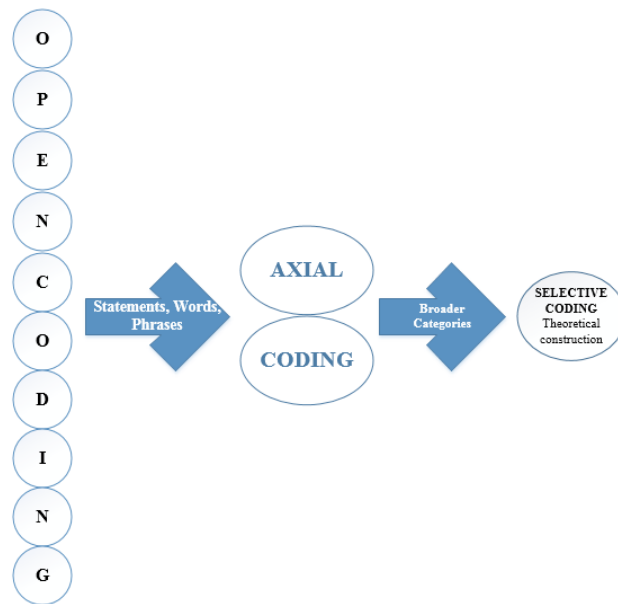 O
P
E
N
C
O
D
I
N
G
Statements, Words,
Phrases
AXIAL
CODING
Broader
Categories
SELECTIVE
CODING
Theoretical
construction